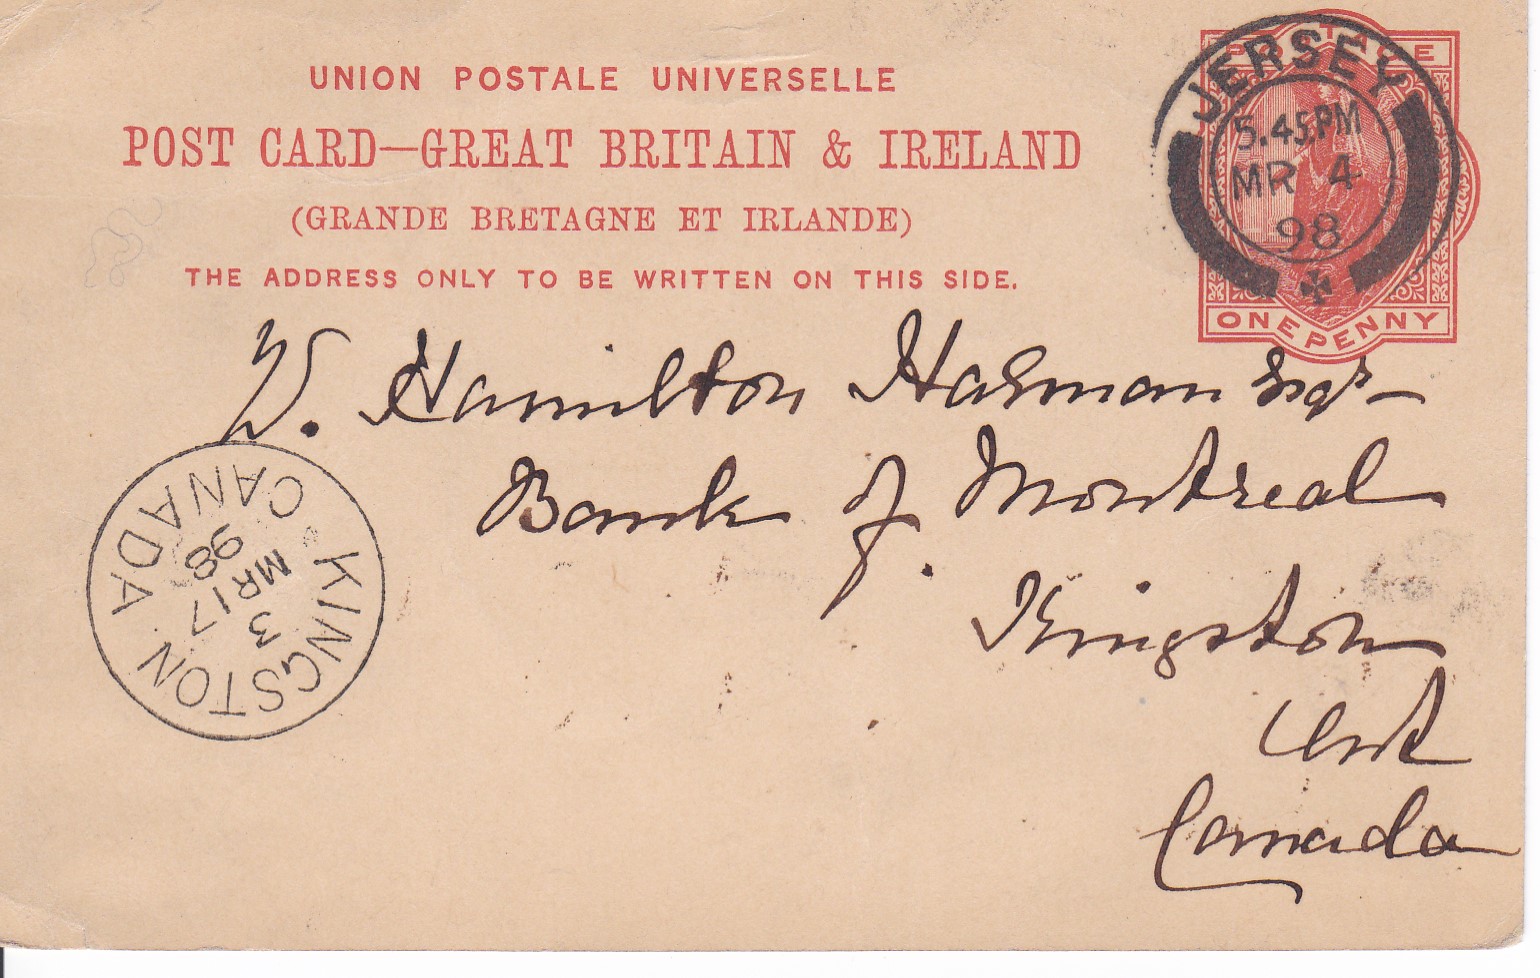 UNION POSTALE UNIVERSELLE
POST CARD—GREAT BRITAIN & IRELAND
(GRANDE BRETAGNE ET IRLANDE)
THE ADDRESS ONLY TO BE WRITTEN ON THIS SIDE.
POSTAGE
ONE PENNY
JERSEY
5.45PM
MR 4
98
W. Hamilton Harman Esqr
Bank of Montreal
Kingston
Ont
Canada
KINGSTON
CANADA
3
MR 17
98